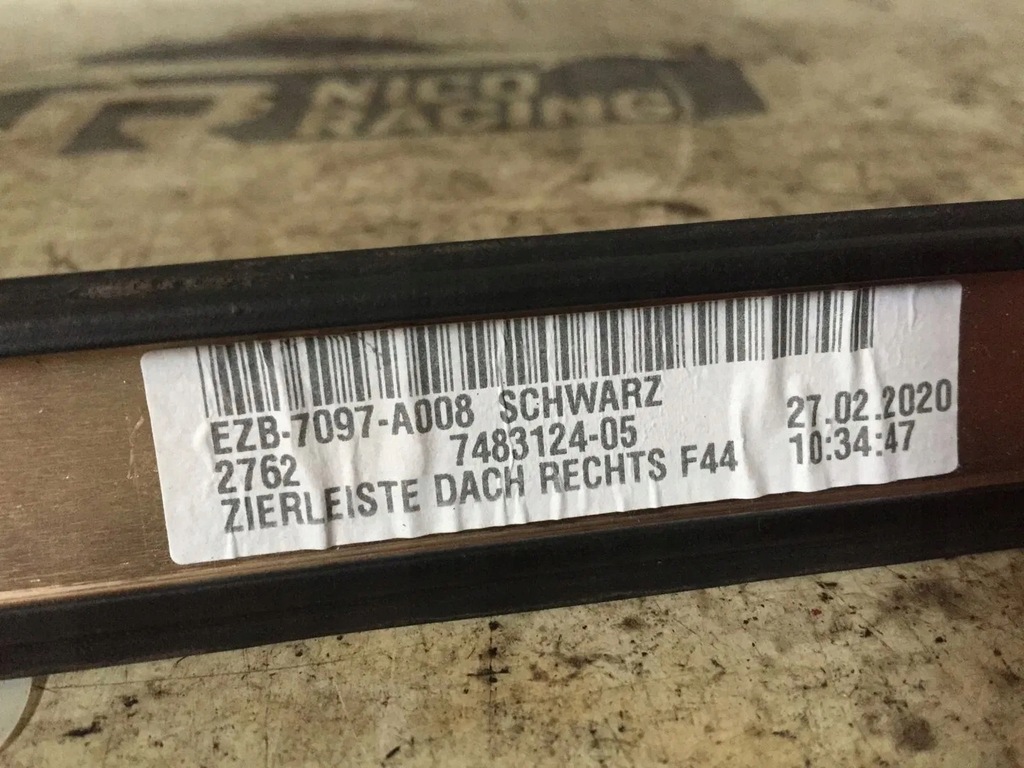 NICO
RACING
EZB-7097-A008 SCHWARZ 27.02.2020
2762 7483124-05 10:34:47
ZIERLEISTE DACH RECHTS F44